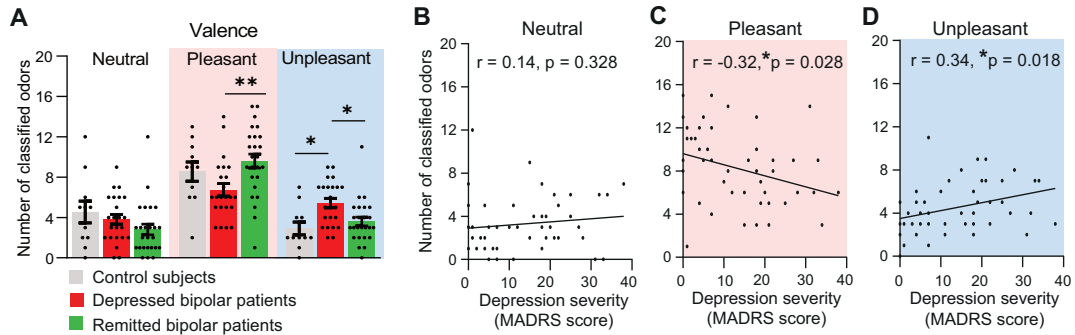 A
Valence
Neutral
Pleasant
Unpleasant
**
*
*
Number of classified odors
20
16
12
8
4
0
Control subjects
Depressed bipolar patients
Remitted bipolar patients
B
Neutral
r = 0.14, p = 0.328
Number of classified odors
20
16
12
8
4
0
0 10 20 30 40
Depression severity
(MADRS score)
C
Pleasant
r = -0.32,*p = 0.028
20
16
12
8
4
0
0 10 20 30 40
Depression severity
(MADRS score)
D
Unpleasant
r = 0.34, *p = 0.018
20
16
12
8
4
0
0 10 20 30 40
Depression severity
(MADRS score)